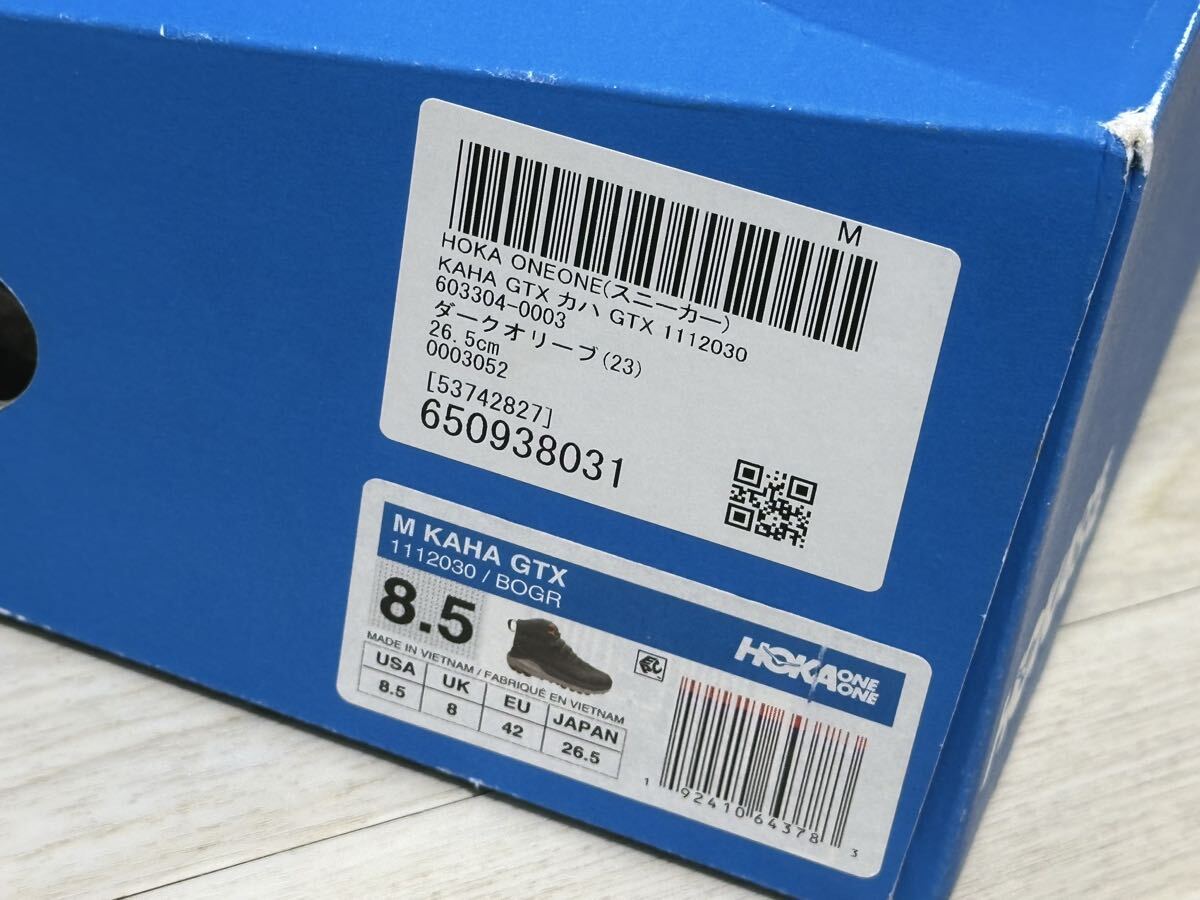 M
HOKA ONEONE(スニーカー)
KAHA GTX カハ GTX 1112030
603304-0003
ダークオリーブ(23)
26.5cm
0003052
[53742827]
650938031
M KAHA GTX
1112030 / BOGR
8.5
HOKA ONE ONE
MADE IN VIETNAM / FABRIQUÉ EN VIETNAM
USA UK EU JAPAN
8.5 8 42 26.5
1 92410 64378 3